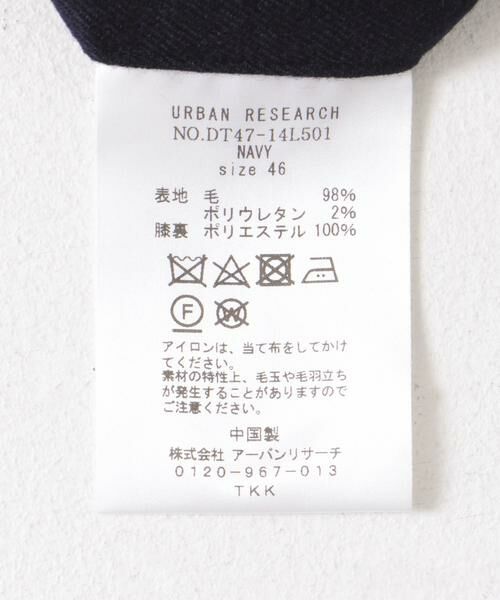 URBAN RESEARCH
NO.DT47-14L501
NAVY
size 46
表地 毛 98%
ポリウレタン 2%
膝裏 ポリエステル 100%
F W
アイロンは、当て布をしてかけ
てください。
素材の特性上、毛玉や毛羽立ち
が発生することがありますので
ご注意ください。
中国製
株式会社 アーバンリサーチ
0120-967-013
TKK